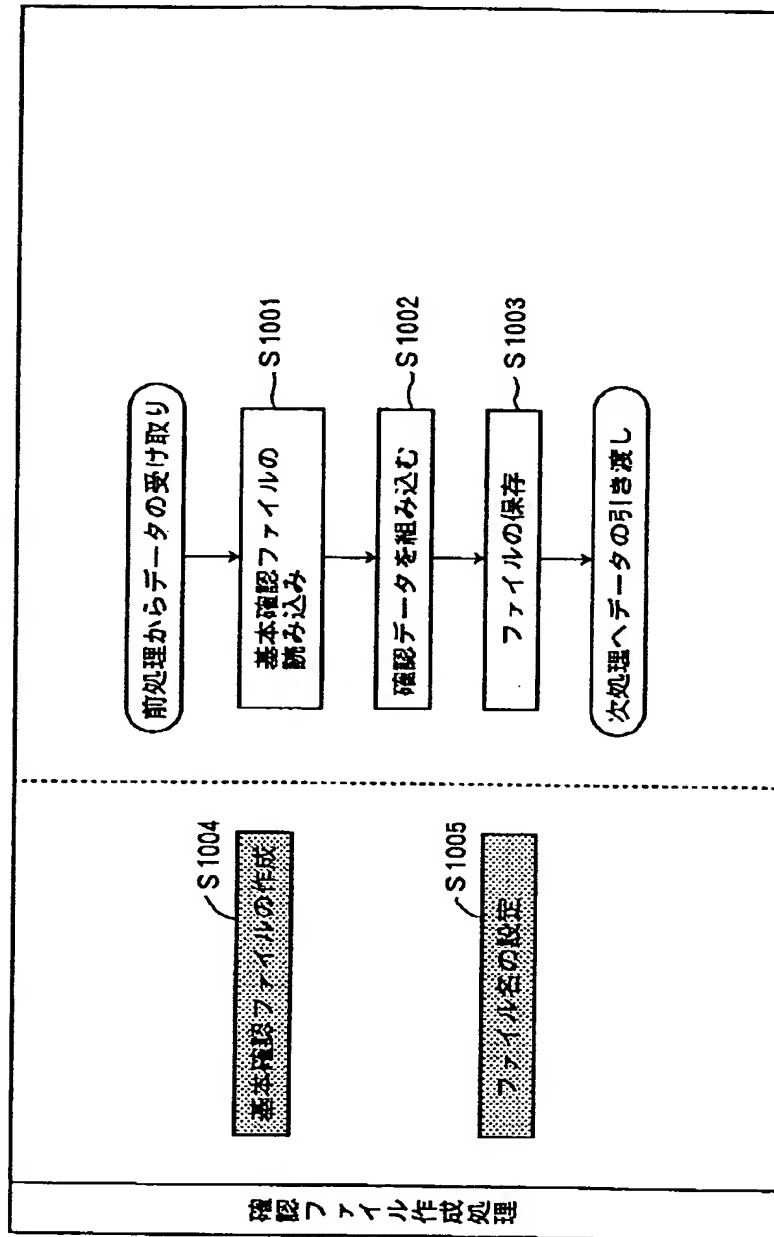 確認ファイル作成処理
基本確認ファイルの作成
S1004
ファイル名の設定
S1005
前処理からデータの受け取り
基本確認ファイルの
読み込み
S1001
確認データを組み込む
S1002
ファイルの保存
S1003
次処理へデータの引き渡し